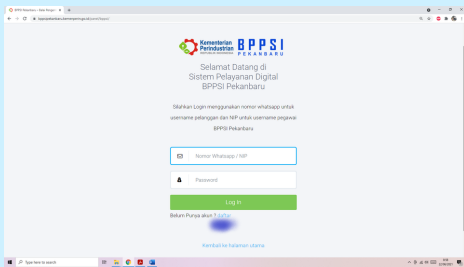 Kementerian
Perindustrian
BPPSI
PEKANBARU
Selamat Datang di
Sistem Pelayanan Digital
BPPSI Pekanbaru
Silahkan Login menggunakan nomor whatsapp untuk
username pelanggan dan NIP untuk username pegawai
BPPSI Pekanbaru
Nomor Whatsapp / NIP
Password
Log In
Belum Punya akun ? daftar
Kembali ke halaman utama
Type here to search